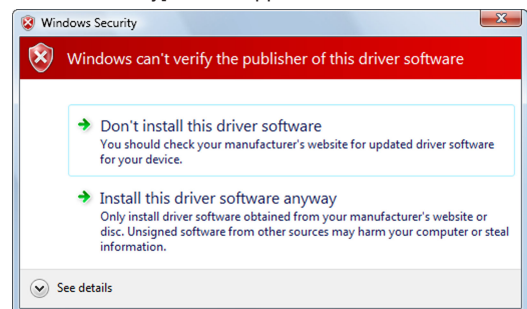 Windows Security
Windows can't verify the publisher of this driver software
Don't install this driver software
You should check your manufacturer's website for updated driver software
for your device.
Install this driver software anyway
Only install driver software obtained from your manufacturer's website or
disc. Unsigned software from other sources may harm your computer or steal
information.
See details